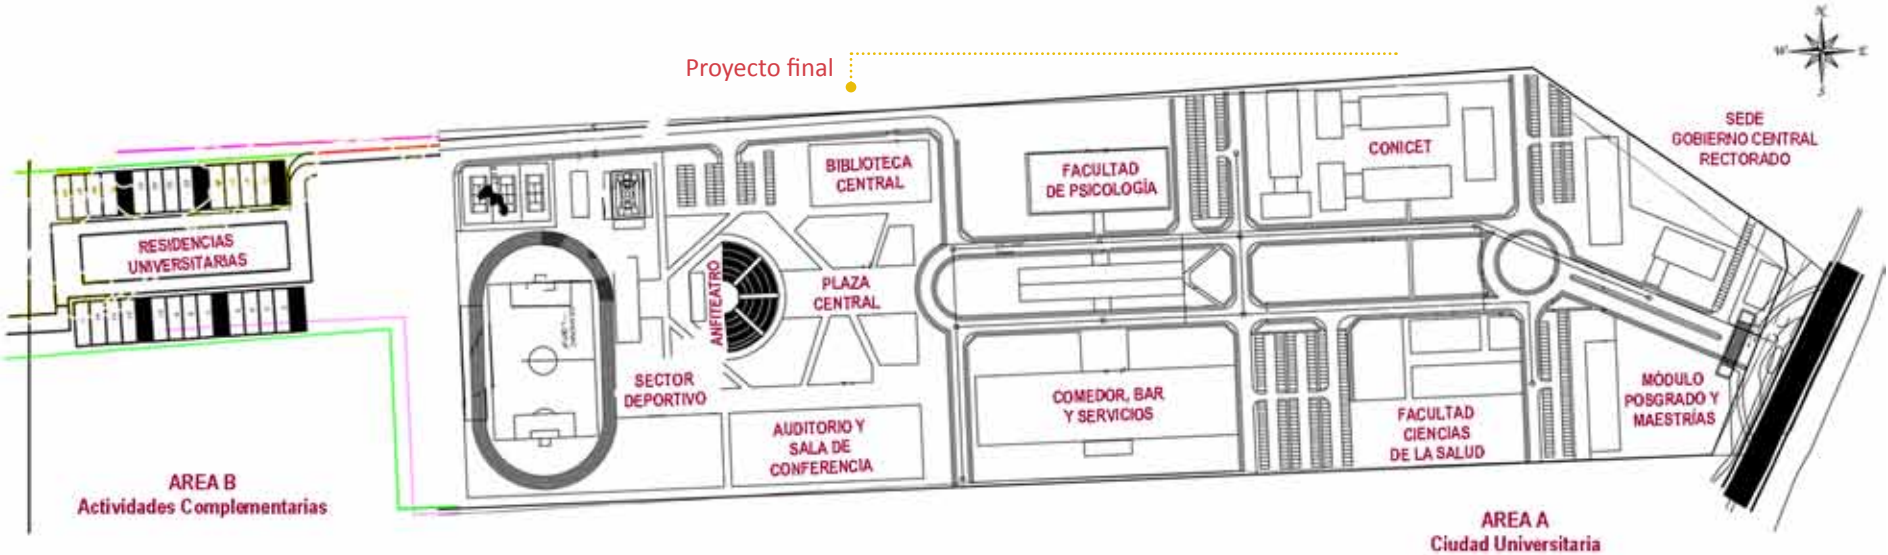 Proyecto final
N
W
E
S
SEDE
GOBIERNO CENTRAL
RECTORADO
BIBLIOTECA
CENTRAL
FACULTAD
DE PSICOLOGÍA
CONICET
RESIDENCIAS
UNIVERSITARIAS
ANFITEATRO
PLAZA
CENTRAL
SECTOR
DEPORTIVO
COMEDOR, BAR
Y SERVICIOS
AUDITORIO Y
SALA DE
CONFERENCIA
FACULTAD
CIENCIAS
DE LA SALUD
MÓDULO
POSGRADO Y
MAESTRÍAS
AREA B
Actividades Complementarias
AREA A
Ciudad Universitaria